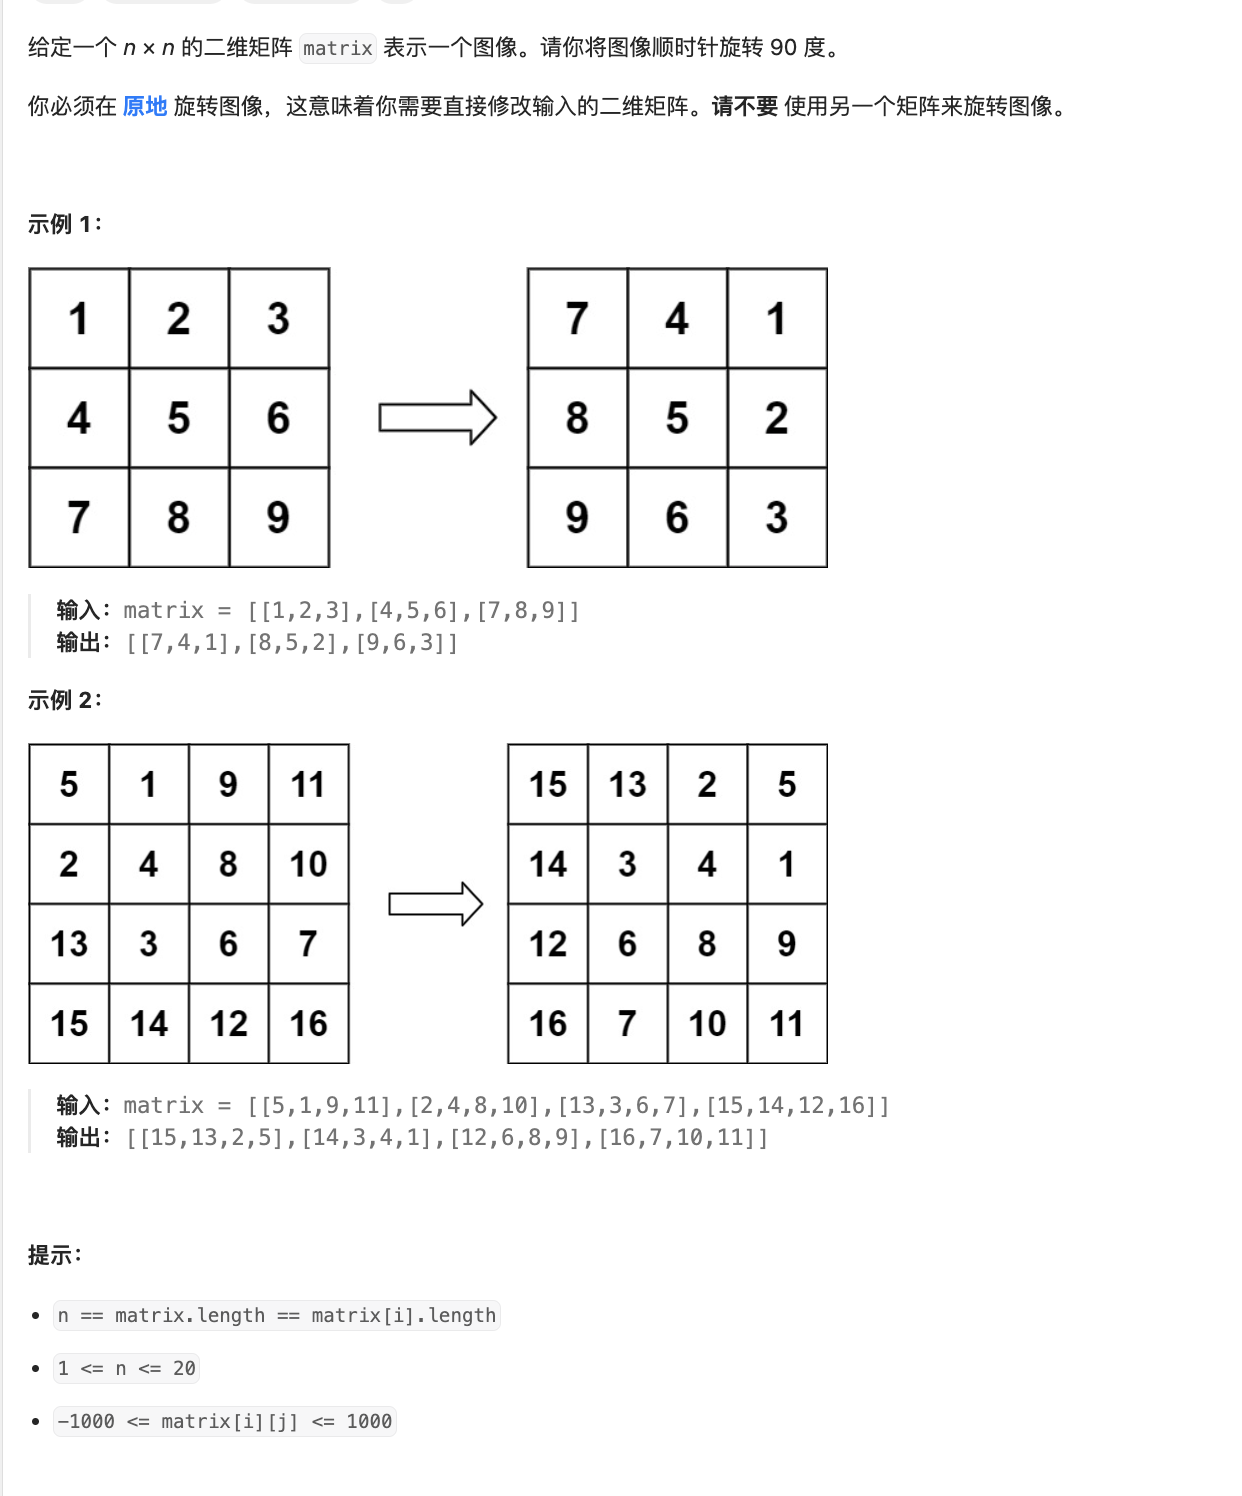 给定一个 n × n 的二维矩阵 matrix 表示一个图像。请你将图像顺时针旋转 90 度。
你必须在 原地 旋转图像，这意味着你需要直接修改输入的二维矩阵。请不要 使用另一个矩阵来旋转图像。
示例 1：
1 2 3 7 4 1
4 5 6 8 5 2
7 8 9 9 6 3
输入：matrix = [[1,2,3],[4,5,6],[7,8,9]]
输出：[[7,4,1],[8,5,2],[9,6,3]]
示例 2：
5 1 9 11 15 13 2 5
2 4 8 10 14 3 4 1
13 3 6 7 12 6 8 9
15 14 12 16 16 7 10 11
输入：matrix = [[5,1,9,11],[2,4,8,10],[13,3,6,7],[15,14,12,16]]
输出：[[15,13,2,5],[14,3,4,1],[12,6,8,9],[16,7,10,11]]
提示：
n == matrix.length == matrix[i].length
1 <= n <= 20
-1000 <= matrix[i][j] <= 1000